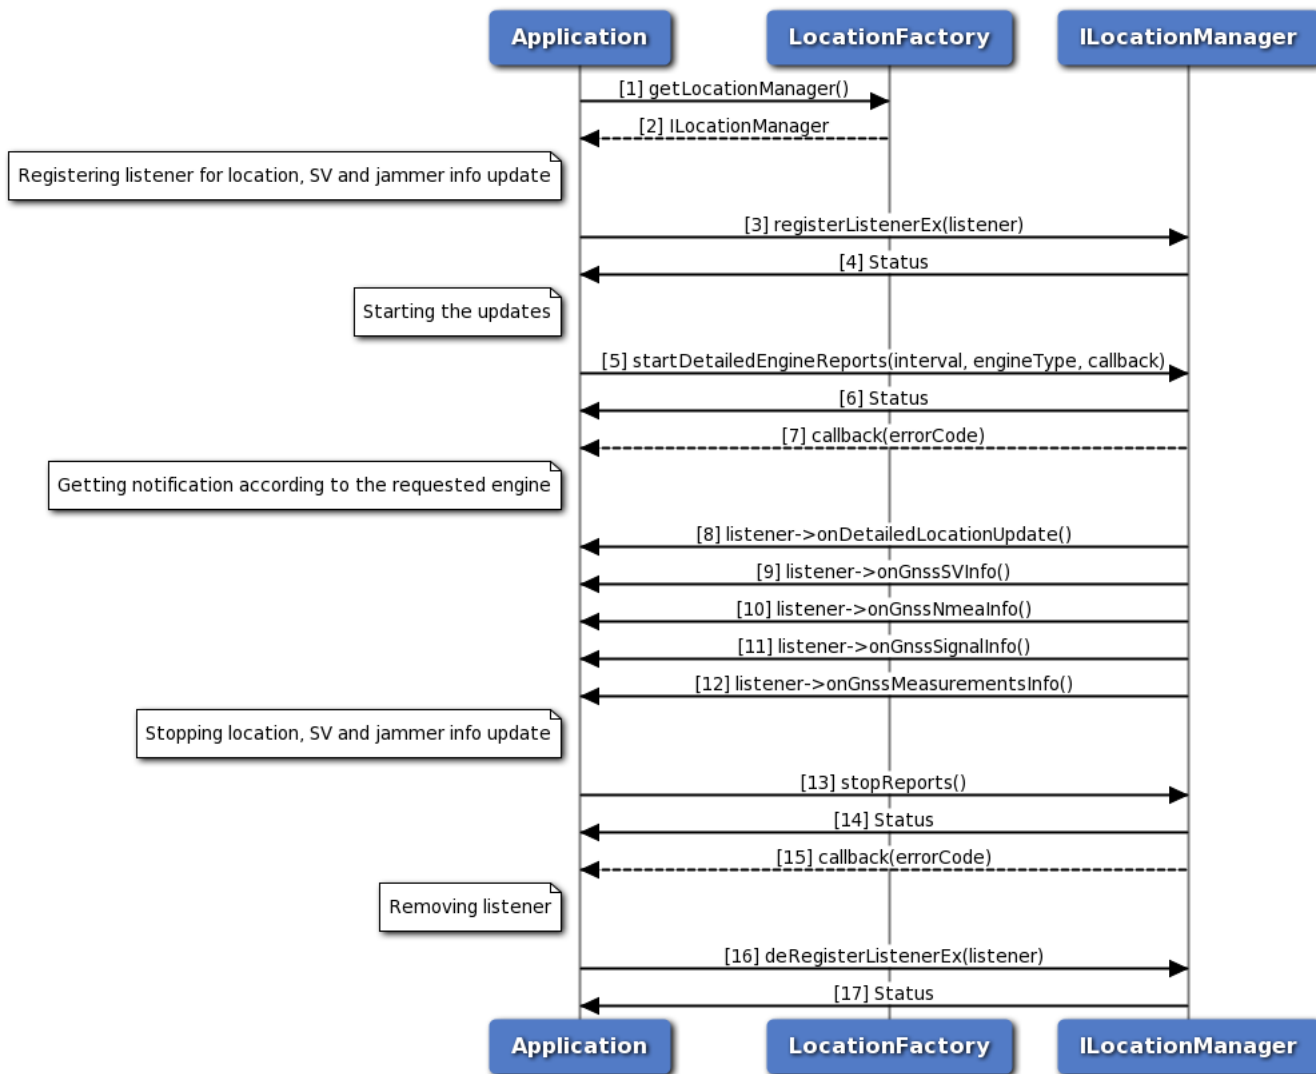 Application
LocationFactory
ILocationManager
[1] getLocationManager()
[2] ILocationManager
Registering listener for location, SV and jammer info update
[3] registerListenerEx(listener)
[4] Status
Starting the updates
[5] startDetailedEngineReports(interval, engineType, callback)
[6] Status
[7] callback(errorCode)
Getting notification according to the requested engine
[8] listener->onDetailedLocationUpdate()
[9] listener->onGnssSVInfo()
[10] listener->onGnssNmeaInfo()
[11] listener->onGnssSignalInfo()
[12] listener->onGnssMeasurementsInfo()
Stopping location, SV and jammer info update
[13] stopReports()
[14] Status
[15] callback(errorCode)
Removing listener
[16] deRegisterListenerEx(listener)
[17] Status
Application
LocationFactory
ILocationManager